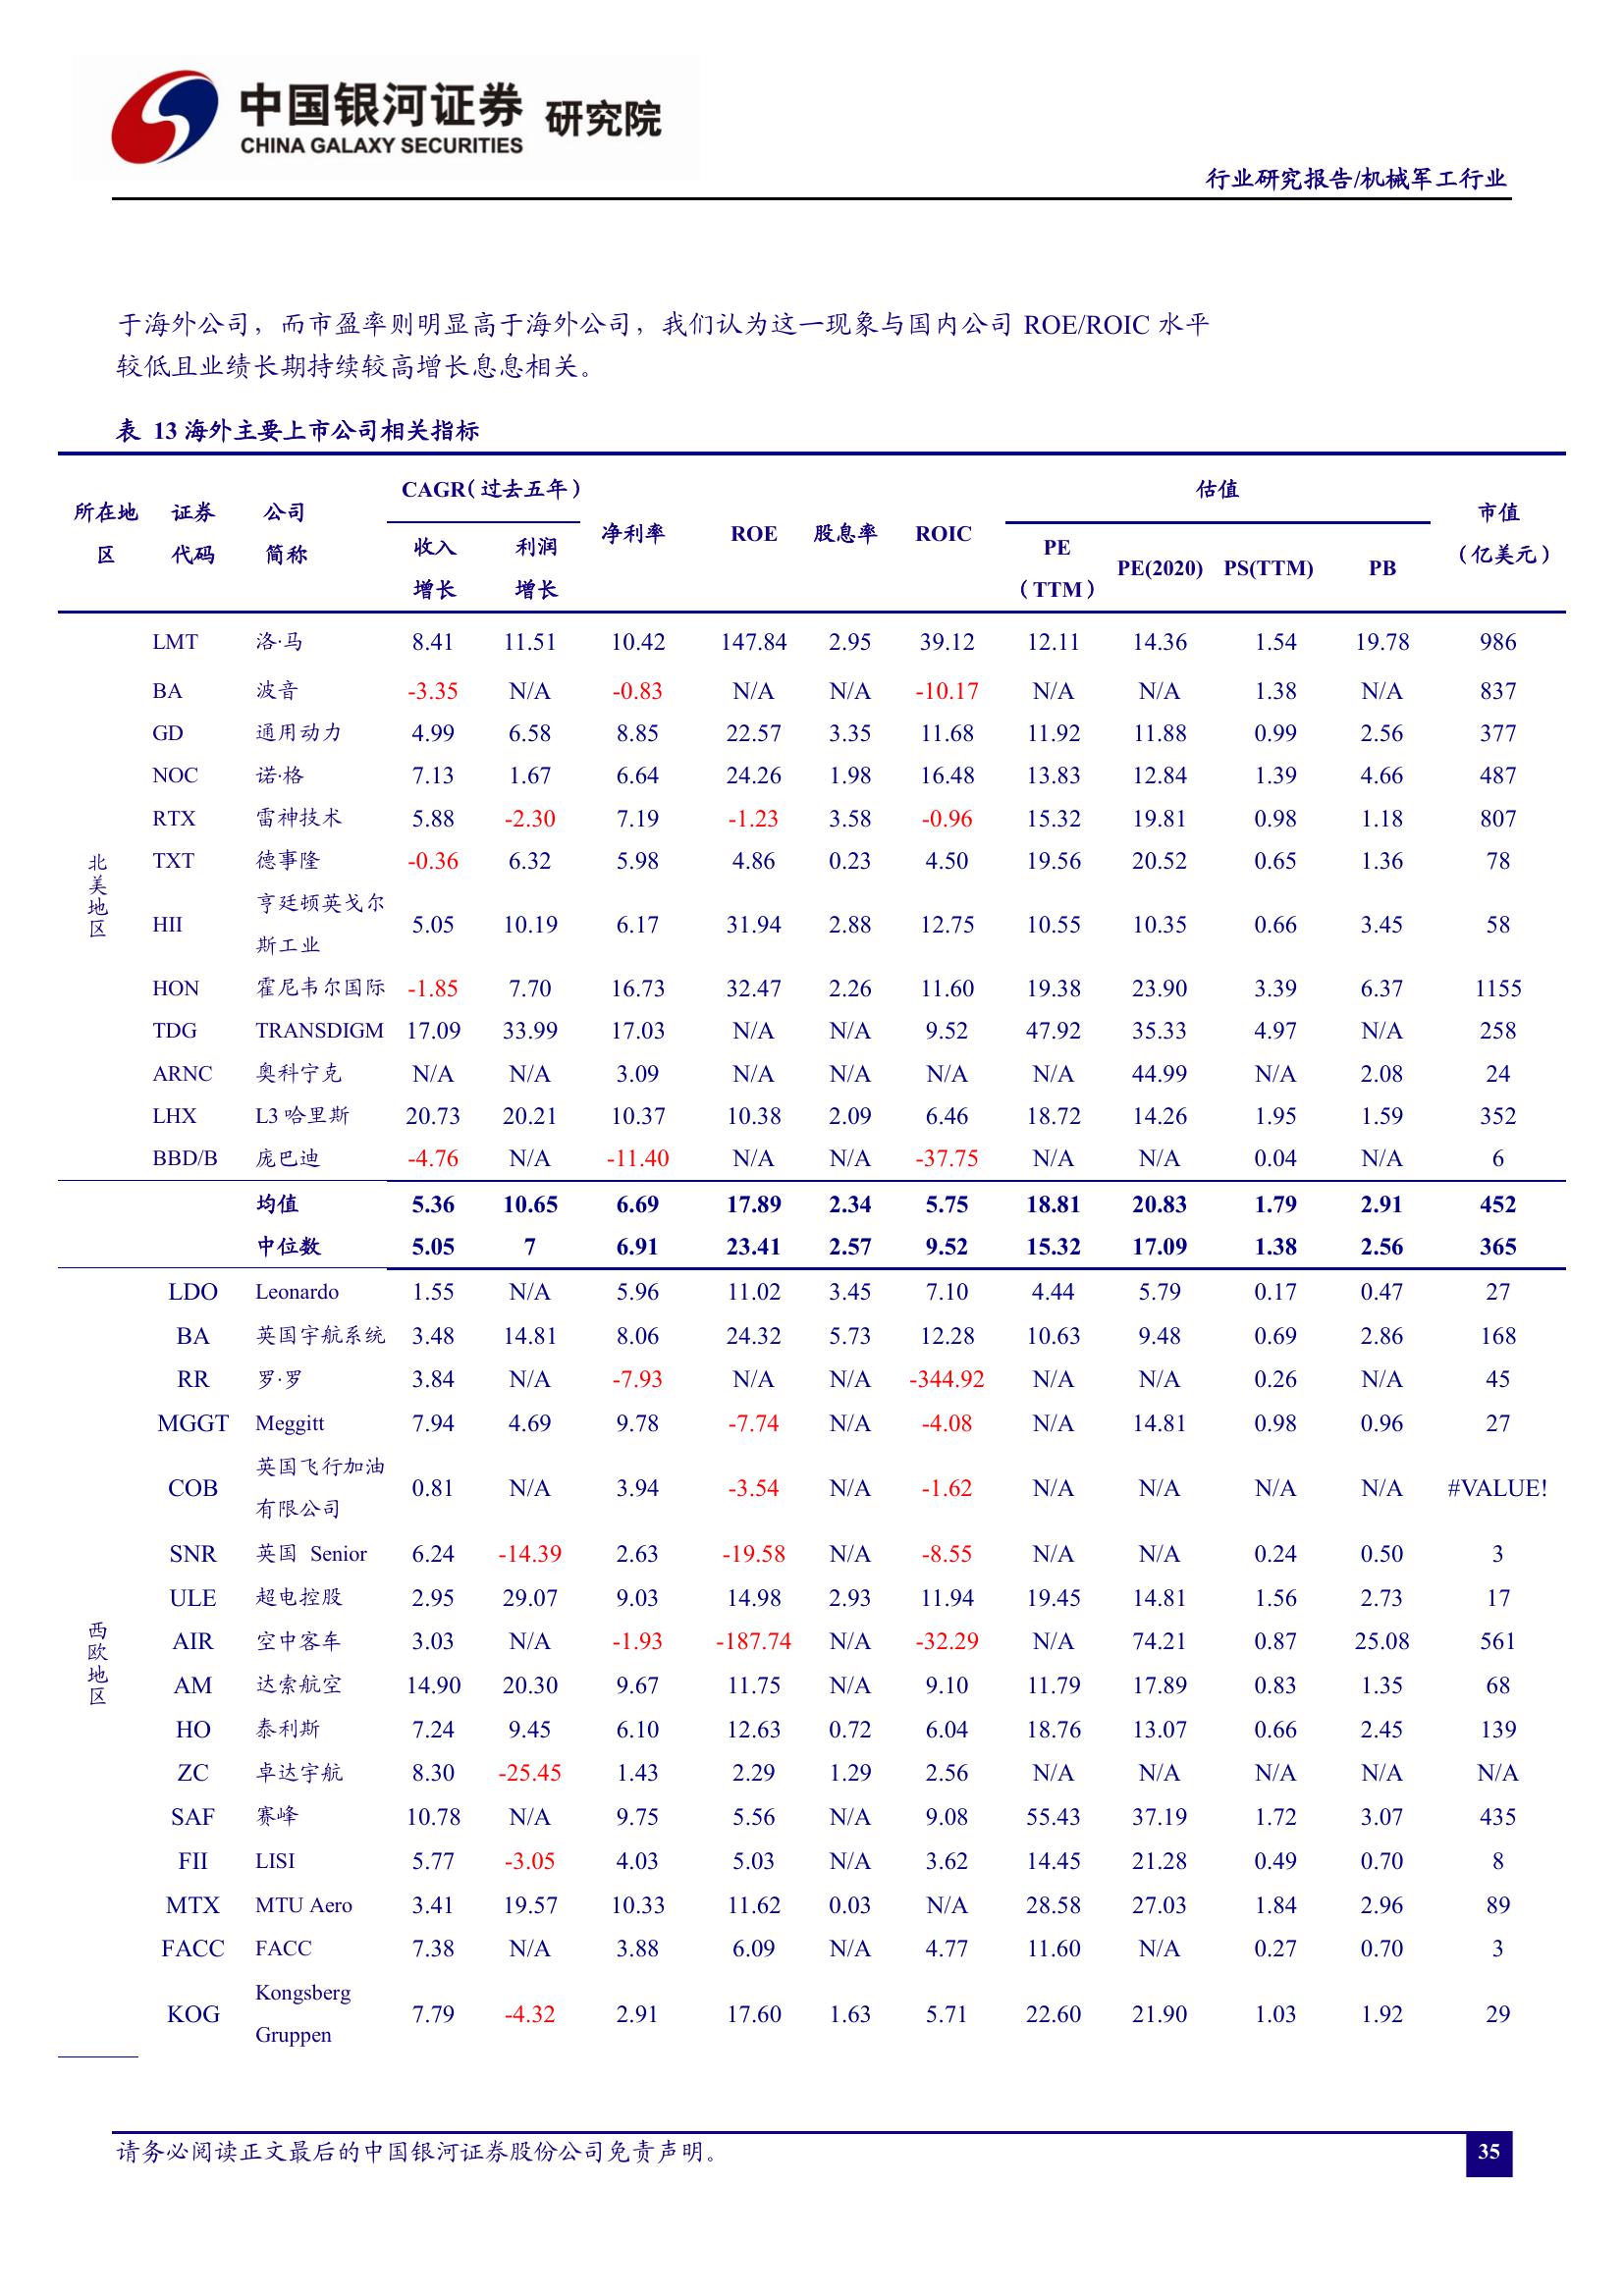 中国银河证券 研究院
CHINA GALAXY SECURITIES
行业研究报告/机械军工行业
于海外公司，而市盈率则明显高于海外公司，我们认为这一现象与国内公司 ROE/ROIC 水平
较低且业绩长期持续较高增长息息相关。
表 13 海外主要上市公司相关指标
所在地区 证券代码 公司简称 CAGR（过去五年） 净利率 ROE 股息率 ROIC 估值 市值（亿美元）
收入增长 利润增长 PE（TTM） PE(2020) PS(TTM) PB
北美地区
LMT 洛·马 8.41 11.51 10.42 147.84 2.95 39.12 12.11 14.36 1.54 19.78 986
BA 波音 -3.35 N/A -0.83 N/A N/A -10.17 N/A N/A 1.38 N/A 837
GD 通用动力 4.99 6.58 8.85 22.57 3.35 11.68 11.92 11.88 0.99 2.56 377
NOC 诺·格 7.13 1.67 6.64 24.26 1.98 16.48 13.83 12.84 1.39 4.66 487
RTX 雷神技术 5.88 -2.30 7.19 -1.23 3.58 -0.96 15.32 19.81 0.98 1.18 807
TXT 德事隆 -0.36 6.32 5.98 4.86 0.23 4.50 19.56 20.52 0.65 1.36 78
HII 亨廷顿英戈尔斯工业 5.05 10.19 6.17 31.94 2.88 12.75 10.55 10.35 0.66 3.45 58
HON 霍尼韦尔国际 -1.85 7.70 16.73 32.47 2.26 11.60 19.38 23.90 3.39 6.37 1155
TDG TRANSDIGM 17.09 33.99 17.03 N/A N/A 9.52 47.92 35.33 4.97 N/A 258
ARNC 奥科宁克 N/A N/A 3.09 N/A N/A N/A N/A 44.99 N/A 2.08 24
LHX L3 哈里斯 20.73 20.21 10.37 10.38 2.09 6.46 18.72 14.26 1.95 1.59 352
BBD/B 庞巴迪 -4.76 N/A -11.40 N/A N/A -37.75 N/A N/A 0.04 N/A 6
均值 5.36 10.65 6.69 17.89 2.34 5.75 18.81 20.83 1.79 2.91 452
中位数 5.05 7 6.91 23.41 2.57 9.52 15.32 17.09 1.38 2.56 365
西欧地区
LDO Leonardo 1.55 N/A 5.96 11.02 3.45 7.10 4.44 5.79 0.17 0.47 27
BA 英国宇航系统 3.48 14.81 8.06 24.32 5.73 12.28 10.63 9.48 0.69 2.86 168
RR 罗·罗 3.84 N/A -7.93 N/A N/A -344.92 N/A N/A 0.26 N/A 45
MGGT Meggitt 7.94 4.69 9.78 -7.74 N/A -4.08 N/A 14.81 0.98 0.96 27
COB 英国飞行加油有限公司 0.81 N/A 3.94 -3.54 N/A -1.62 N/A N/A N/A N/A #VALUE!
SNR 英国 Senior 6.24 -14.39 2.63 -19.58 N/A -8.55 N/A N/A 0.24 0.50 3
ULE 超电控股 2.95 29.07 9.03 14.98 2.93 11.94 19.45 14.81 1.56 2.73 17
AIR 空中客车 3.03 N/A -1.93 -187.74 N/A -32.29 N/A 74.21 0.87 25.08 561
AM 达索航空 14.90 20.30 9.67 11.75 N/A 9.10 11.79 17.89 0.83 1.35 68
HO 泰利斯 7.24 9.45 6.10 12.63 0.72 6.04 18.76 13.07 0.66 2.45 139
ZC 卓达宇航 8.30 -25.45 1.43 2.29 1.29 2.56 N/A N/A N/A N/A N/A
SAF 赛峰 10.78 N/A 9.75 5.56 N/A 9.08 55.43 37.19 1.72 3.07 435
FII LISI 5.77 -3.05 4.03 5.03 N/A 3.62 14.45 21.28 0.49 0.70 8
MTX MTU Aero 3.41 19.57 10.33 11.62 0.03 N/A 28.58 27.03 1.84 2.96 89
FACC FACC 7.38 N/A 3.88 6.09 N/A 4.77 11.60 N/A 0.27 0.70 3
KOG Kongsberg Gruppen 7.79 -4.32 2.91 17.60 1.63 5.71 22.60 21.90 1.03 1.92 29
请务必阅读正文最后的中国银河证券股份公司免责声明。
35